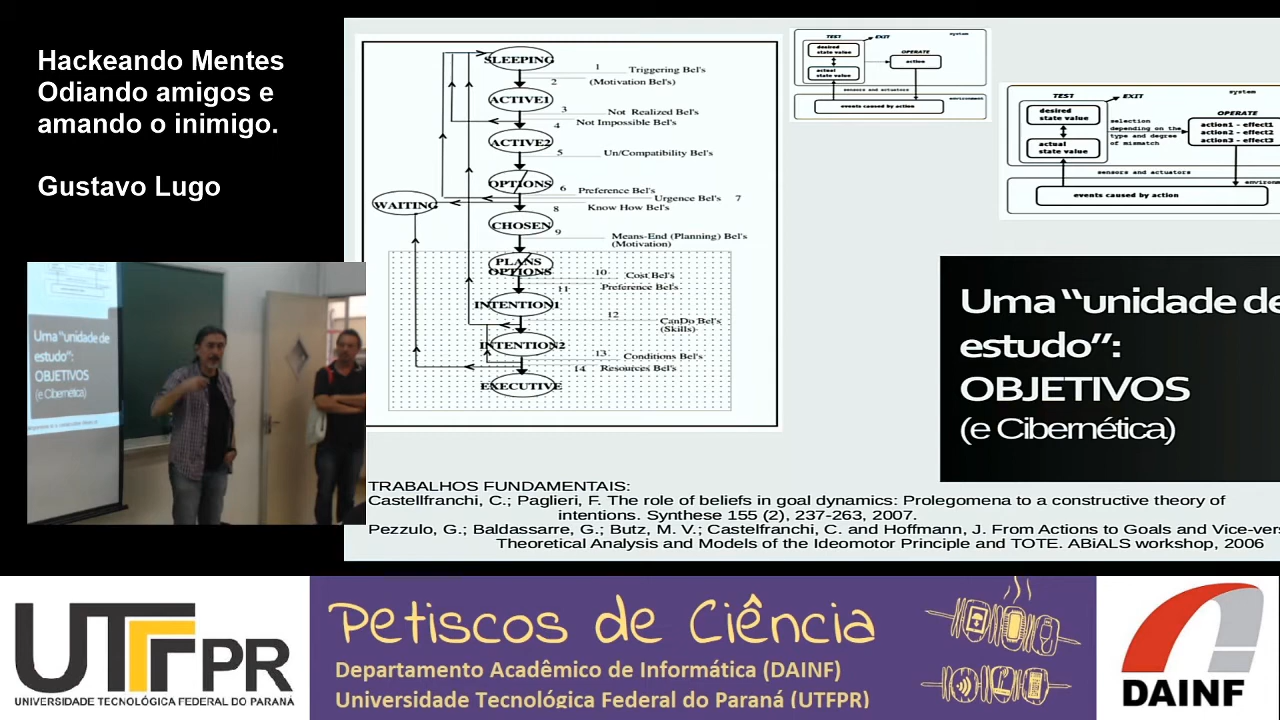 Hackeando Mentes
Odiando amigos e
amando o inimigo.
Gustavo Lugo
SLEEPING
1 Triggering Bel's
2 (Motivation Bel's)
ACTIVE1
3 Not Realized Bel's
4 Not Impossible Bel's
ACTIVE2
5 Un/Compatibility Bel's
OPTIONS
6 Preference Bel's
Urgence Bel's 7
WAITING
8 Know How Bel's
CHOSEN
9 Means-End (Planning) Bel's
(Motivation)
PLANS
OPTIONS
10 Cost Bel's
11 Preference Bel's
INTENTION1
12 CanDo Bel's
(Skills)
INTENTION2
13 Conditions Bel's
14 Resources Bel's
EXECUTIVE
system
TEST EXIT
desired
state value
OPERATE
action
actual
state value
sensors and actuators
environment
events caused by action
system
TEST EXIT
desired
state value
selection
depending on the
type and degree
of mismatch
OPERATE
action1 - effect1
action2 - effect2
action3 - effect3
actual
state value
sensors and actuators
environ
events caused by action
Uma “unidade de
estudo”:
OBJETIVOS
(e Cibernética)
Uma “unidade de
estudo”:
OBJETIVOS
(e Cibernética)
TRABALHOS FUNDAMENTAIS:
Castellfranchi, C.; Paglieri, F. The role of beliefs in goal dynamics: Prolegomena to a constructive theory of
intentions. Synthese 155 (2), 237-263, 2007.
Pezzulo, G.; Baldassarre, G.; Butz, M. V.; Castelfranchi, C. and Hoffmann, J. From Actions to Goals and Vice-vers
Theoretical Analysis and Models of the Ideomotor Principle and TOTE. ABiALS workshop, 2006
UTFPR
UNIVERSIDADE TECNOLÓGICA FEDERAL DO PARANÁ
Petiscos de Ciência
Departamento Acadêmico de Informática (DAINF)
Universidade Tecnológica Federal do Paraná (UTFPR)
DAINF